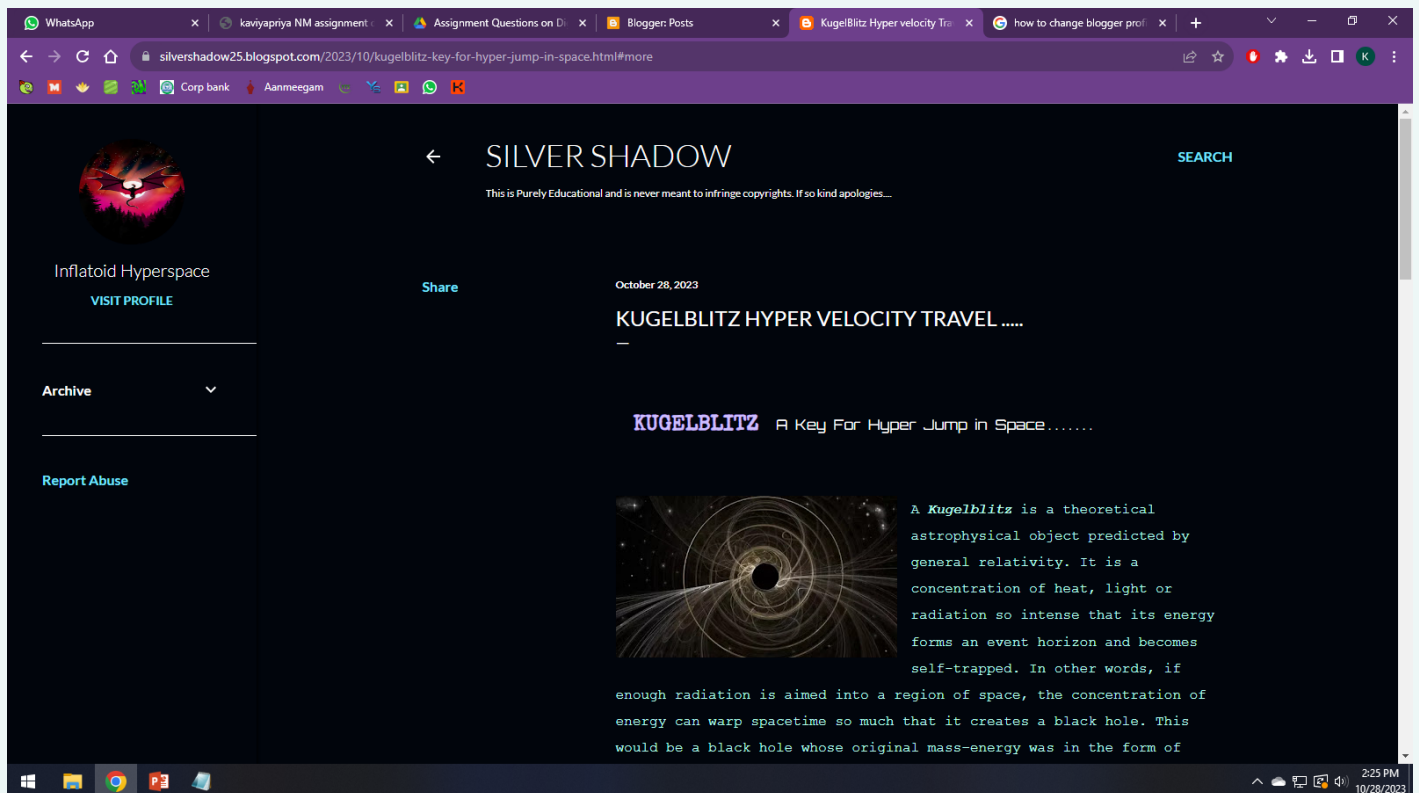 WhatsApp
kaviyapriya NM assignment
Assignment Questions on Di
Blogger: Posts
KugelBlitz Hyper velocity Tra
how to change blogger prof
silvershadow25.blogspot.com/2023/10/kugelblitz-key-for-hyper-jump-in-space.html#more
K
Corp bank
Aanmeegam
SILVER SHADOW
SEARCH
This is Purely Educational and is never meant to infringe copyrights. If so kind apologies....
Inflatoid Hyperspace
VISIT PROFILE
Share
October 28, 2023
KUGELBLITZ HYPER VELOCITY TRAVEL .....
Archive
KUGELBLITZ A Key For Hyper Jump in Space.......
Report Abuse
A Kugelblitz is a theoretical
astrophysical object predicted by
general relativity. It is a
concentration of heat, light or
radiation so intense that its energy
forms an event horizon and becomes
self-trapped. In other words, if
enough radiation is aimed into a region of space, the concentration of
energy can warp spacetime so much that it creates a black hole. This
would be a black hole whose original mass-energy was in the form of
2:25 PM
10/28/2023